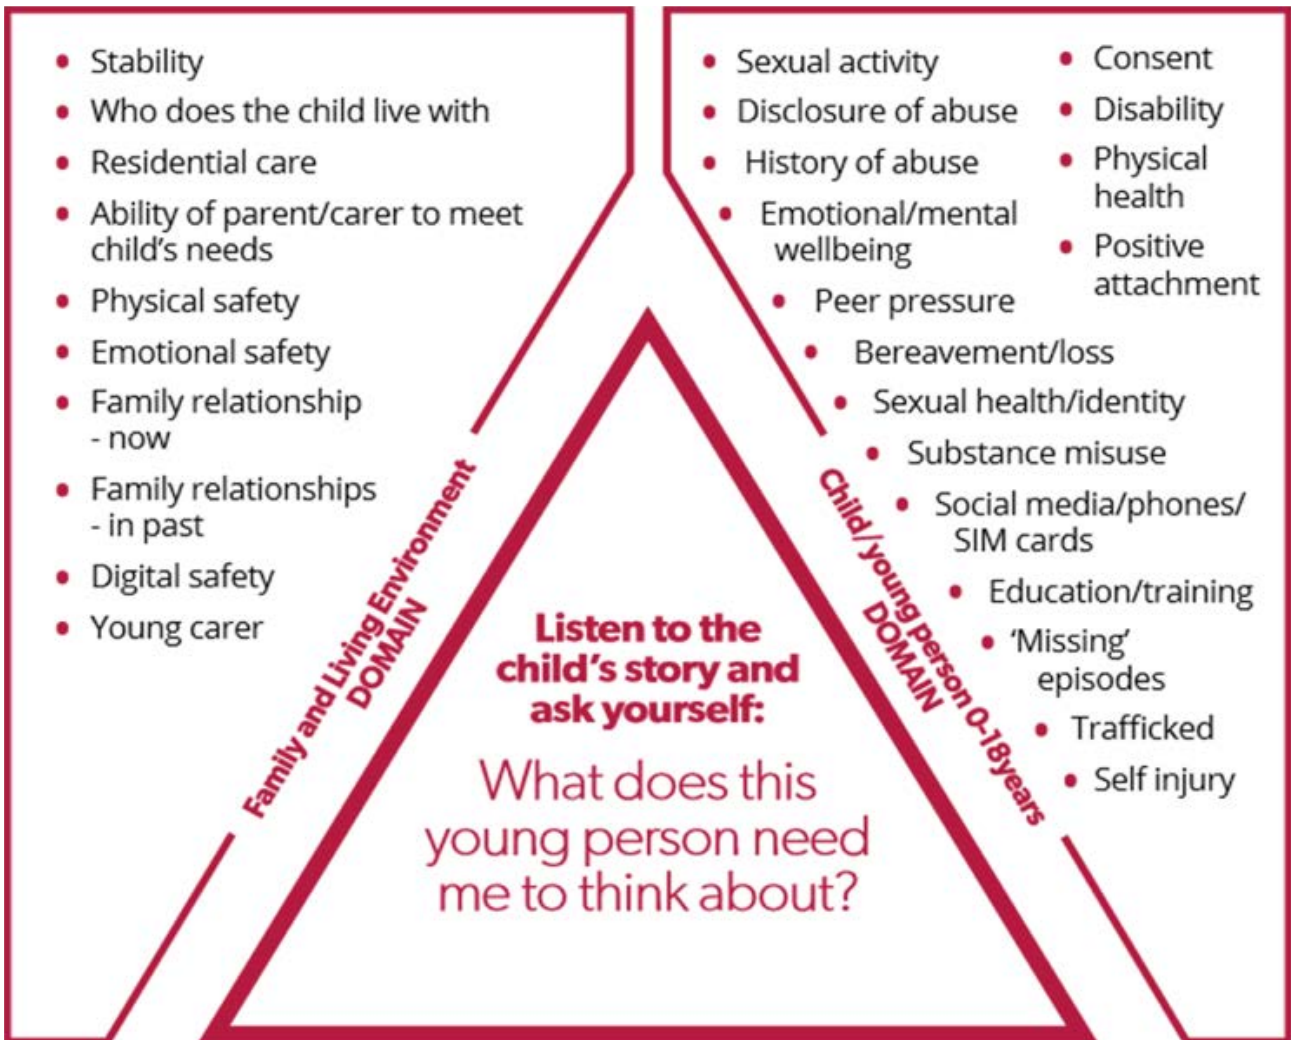 Stability
Who does the child live with
Residential care
Ability of parent/carer to meet
child's needs
Physical safety
Emotional safety
Family relationship
- now
Family relationships
- in past
Digital safety
Young carer
Family and Living Environment
DOMAIN
Listen to the
child's story and
ask yourself:
What does this
young person need
me to think about?
Child/young person 0-18years
DOMAIN
Sexual activity
Disclosure of abuse
History of abuse
Emotional/mental
wellbeing
Peer pressure
Bereavement/loss
Sexual health/identity
Substance misuse
Social media/phones/
SIM cards
Education/training
‘Missing’
episodes
Trafficked
Self injury
Consent
Disability
Physical
health
Positive
attachment